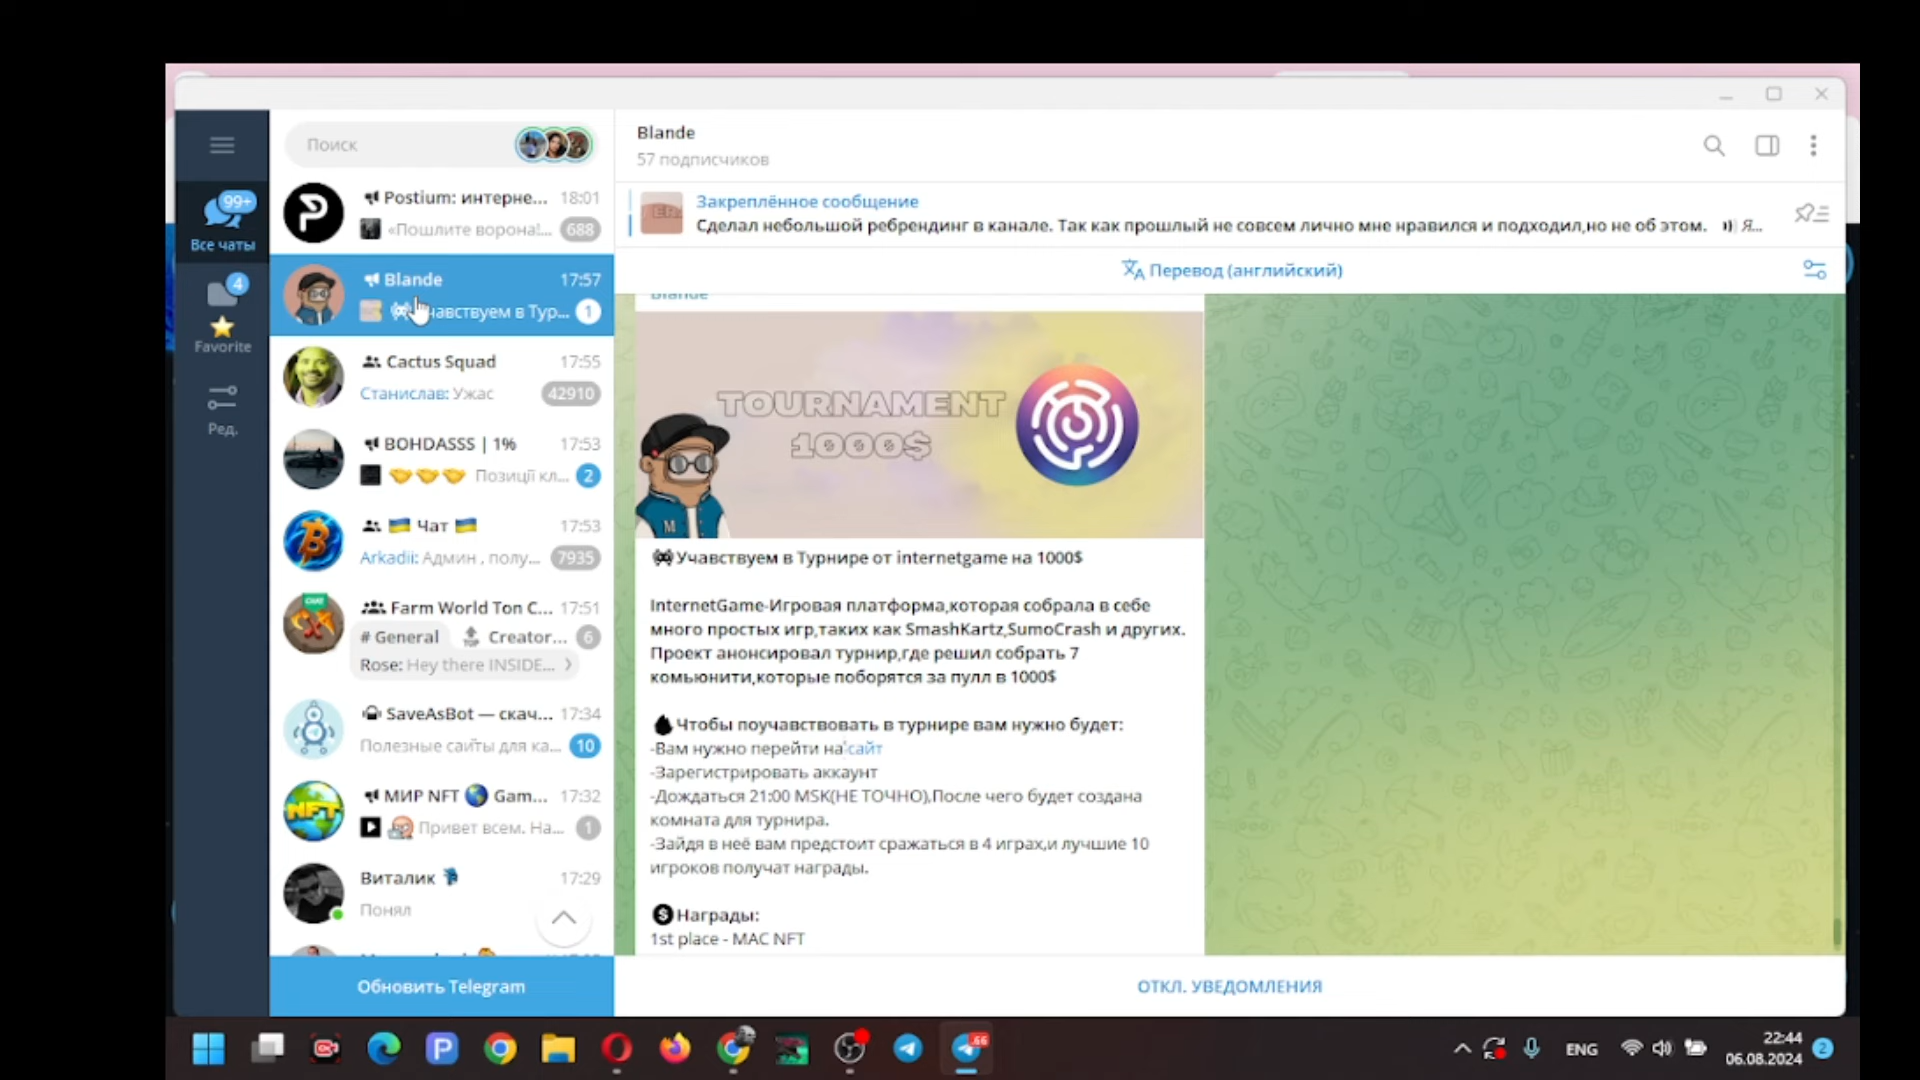 Поиск
99+
Все чаты
4
Favorite
Ред.
Postium: интерне... 18:01
«Пошлите ворона!... 688
Blande 17:57
чавствуем в Тур... 1
Cactus Squad 17:55
Станислав: Ужас 42910
BOHDASSS | 1% 17:53
Позиції кл... 2
Чат 17:53
Arkadii: Админ , полу... 7935
Farm World Ton C... 17:51
# General Creator... 6
Rose: Hey there INSIDE...
SaveAsBot — скач... 17:34
Полезные сайты для ка... 10
NFT
МИР NFT Gam... 17:32
Привет всем. На... 1
Виталик 17:29
Понял
Обновить Telegram
Blande
57 подписчиков
Закреплённое сообщение
Сделал небольшой ребрендинг в канале. Так как прошлый не совсем лично мне нравился и подходил,но не об этом. Я...
Перевод (английский)
Blande
TOURNAMENT
1000$
M
Учавствуем в Турнире от internetgame на 1000$
InternetGame-Игровая платформа,которая собрала в себе
много простых игр,таких как SmashKartz,SumoCrash и других.
Проект анонсировал турнир,где решил собрать 7
комьюнити,которые поборятся за пулл в 1000$
Чтобы поучавствовать в турнире вам нужно будет:
-Вам нужно перейти на сайт
-Зарегистрировать аккаунт
-Дождаться 21:00 MSK(НЕ ТОЧНО),После чего будет создана
комната для турнира.
-Зайдя в неё вам предстоит сражаться в 4 играх,и лучшие 10
игроков получат награды.
Награды:
1st place - MAC NFT
ОТКЛ. УВЕДОМЛЕНИЯ
ENG
22:44
06.08.2024
2